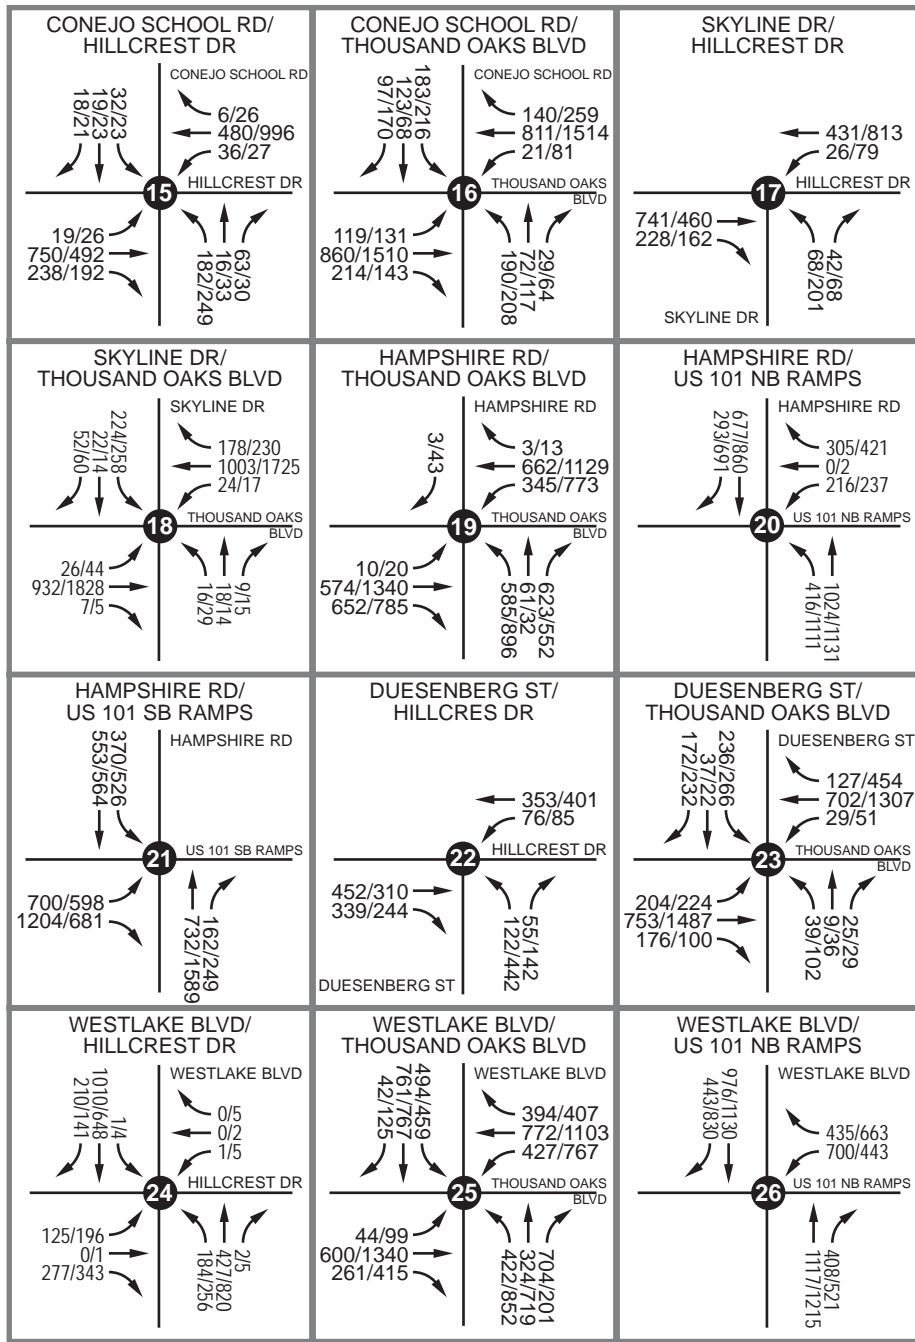 CONEJO SCHOOL RD/
HILLCREST DR
CONEJO SCHOOL RD
18/21
19/23
32/23
6/26
480/996
36/27
15
HILLCREST DR
19/26
750/492
238/192
182/249
16/33
63/30
CONEJO SCHOOL RD/
THOUSAND OAKS BLVD
CONEJO SCHOOL RD
97/170
123/68
183/216
140/259
811/1514
21/81
16
THOUSAND OAKS
BLVD
119/131
860/1510
214/143
190/208
72/117
29/64
SKYLINE DR/
HILLCREST DR
431/813
26/79
17
HILLCREST DR
741/460
228/162
68/201
42/68
SKYLINE DR
SKYLINE DR/
THOUSAND OAKS BLVD
SKYLINE DR
52/60
22/14
224/258
178/230
1003/1725
24/17
18
THOUSAND OAKS
BLVD
26/44
932/1828
7/5
16/29
18/14
9/15
HAMPSHIRE RD/
THOUSAND OAKS BLVD
HAMPSHIRE RD
3/43
3/13
662/1129
345/773
19
THOUSAND OAKS
BLVD
10/20
574/1340
652/785
585/896
61/32
623/552
HAMPSHIRE RD/
US 101 NB RAMPS
HAMPSHIRE RD
293/691
677/860
305/421
0/2
216/237
20
US 101 NB RAMPS
416/1111
1024/1131
HAMPSHIRE RD/
US 101 SB RAMPS
HAMPSHIRE RD
553/564
370/526
21
US 101 SB RAMPS
700/598
1204/681
732/1589
162/249
DUESENBERG ST/
HILLCRES DR
353/401
76/85
22
HILLCREST DR
452/310
339/244
122/442
55/142
DUESENBERG ST
DUESENBERG ST/
THOUSAND OAKS BLVD
DUESENBERG ST
172/232
37/22
236/266
127/454
702/1307
29/51
23
THOUSAND OAKS
BLVD
204/224
753/1487
176/100
39/102
9/36
25/29
WESTLAKE BLVD/
HILLCREST DR
WESTLAKE BLVD
210/141
1010/648
1/4
0/5
0/2
1/5
24
HILLCREST DR
125/196
0/1
277/343
184/256
427/820
2/5
WESTLAKE BLVD/
THOUSAND OAKS BLVD
WESTLAKE BLVD
42/125
761/767
494/459
394/407
772/1103
427/767
25
THOUSAND OAKS
BLVD
44/99
600/1340
261/415
422/852
324/719
704/201
WESTLAKE BLVD/
US 101 NB RAMPS
WESTLAKE BLVD
443/830
976/1130
435/663
700/443
26
US 101 NB RAMPS
1117/1215
408/521